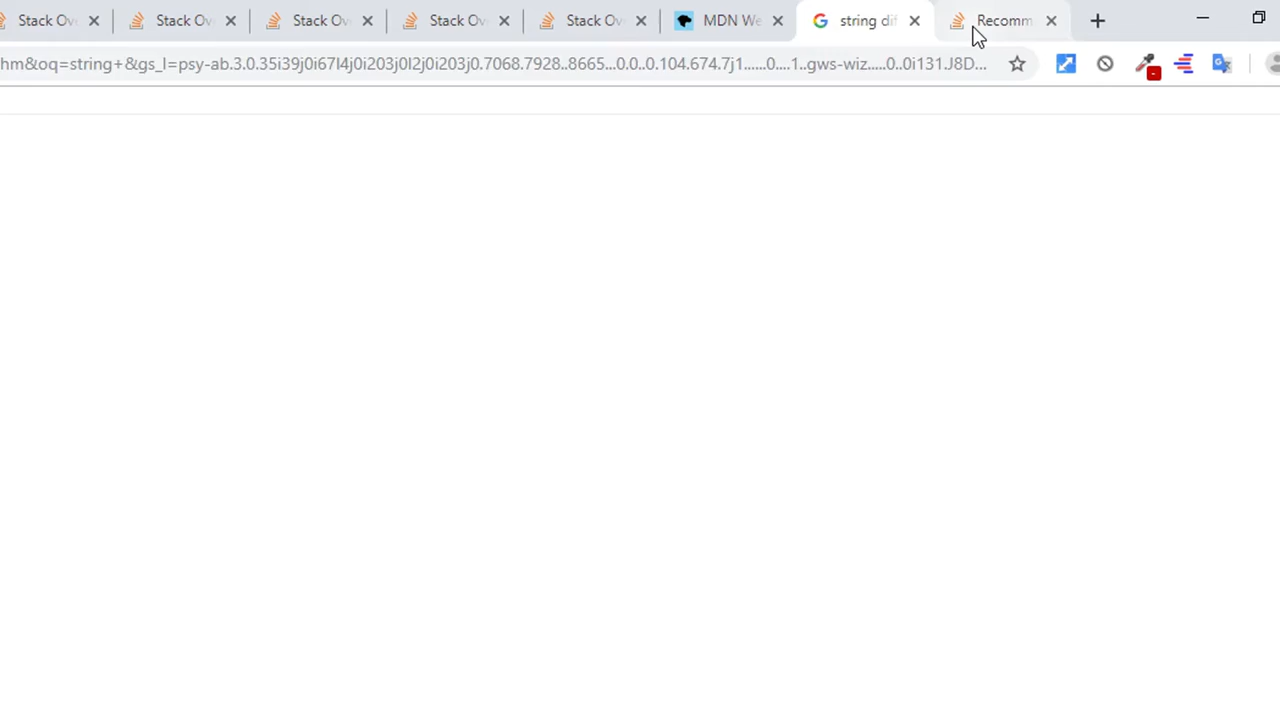 Stack Ov Stack Ov Stack Ov Stack Ov Stack Ov MDN We string dif Recomm
hm&oq=string+&gs_l=psy-ab.3.0.35i39j0i67l4j0i203j0l2j0i203j0.7068.7928..8665...0.0..0.104.674.7j1......0....1..gws-wiz.....0..0i131.J8D...